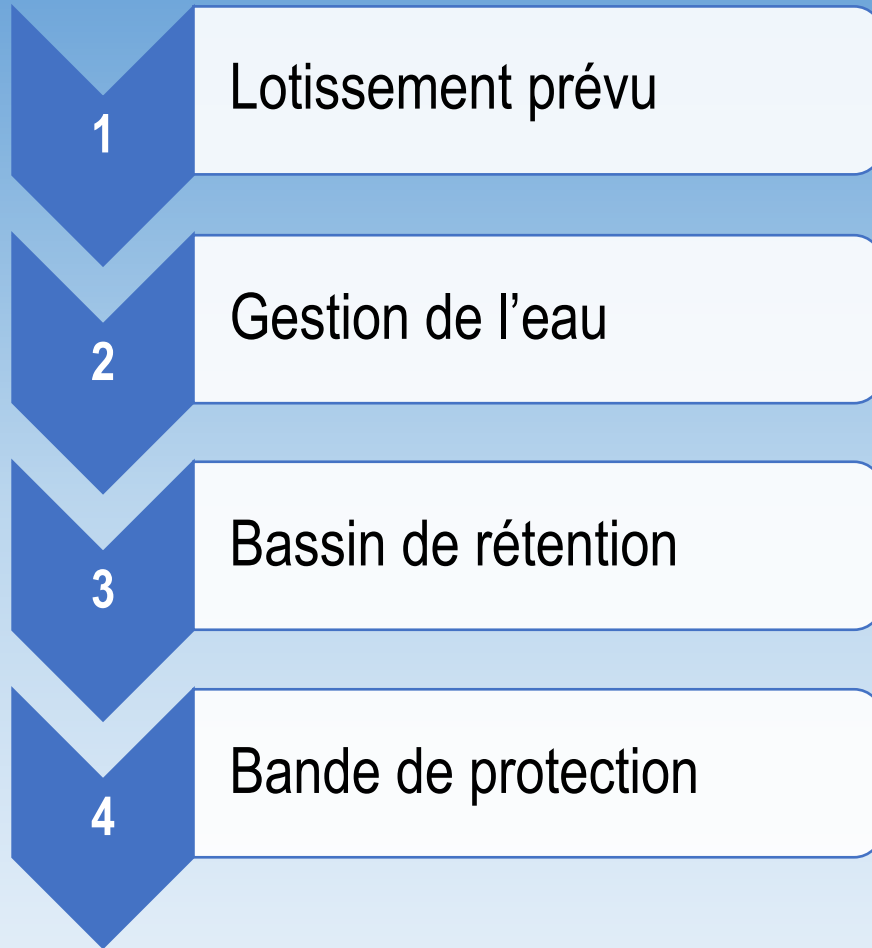 1
Lotissement prévu
2
Gestion de l’eau
3
Bassin de rétention
4
Bande de protection